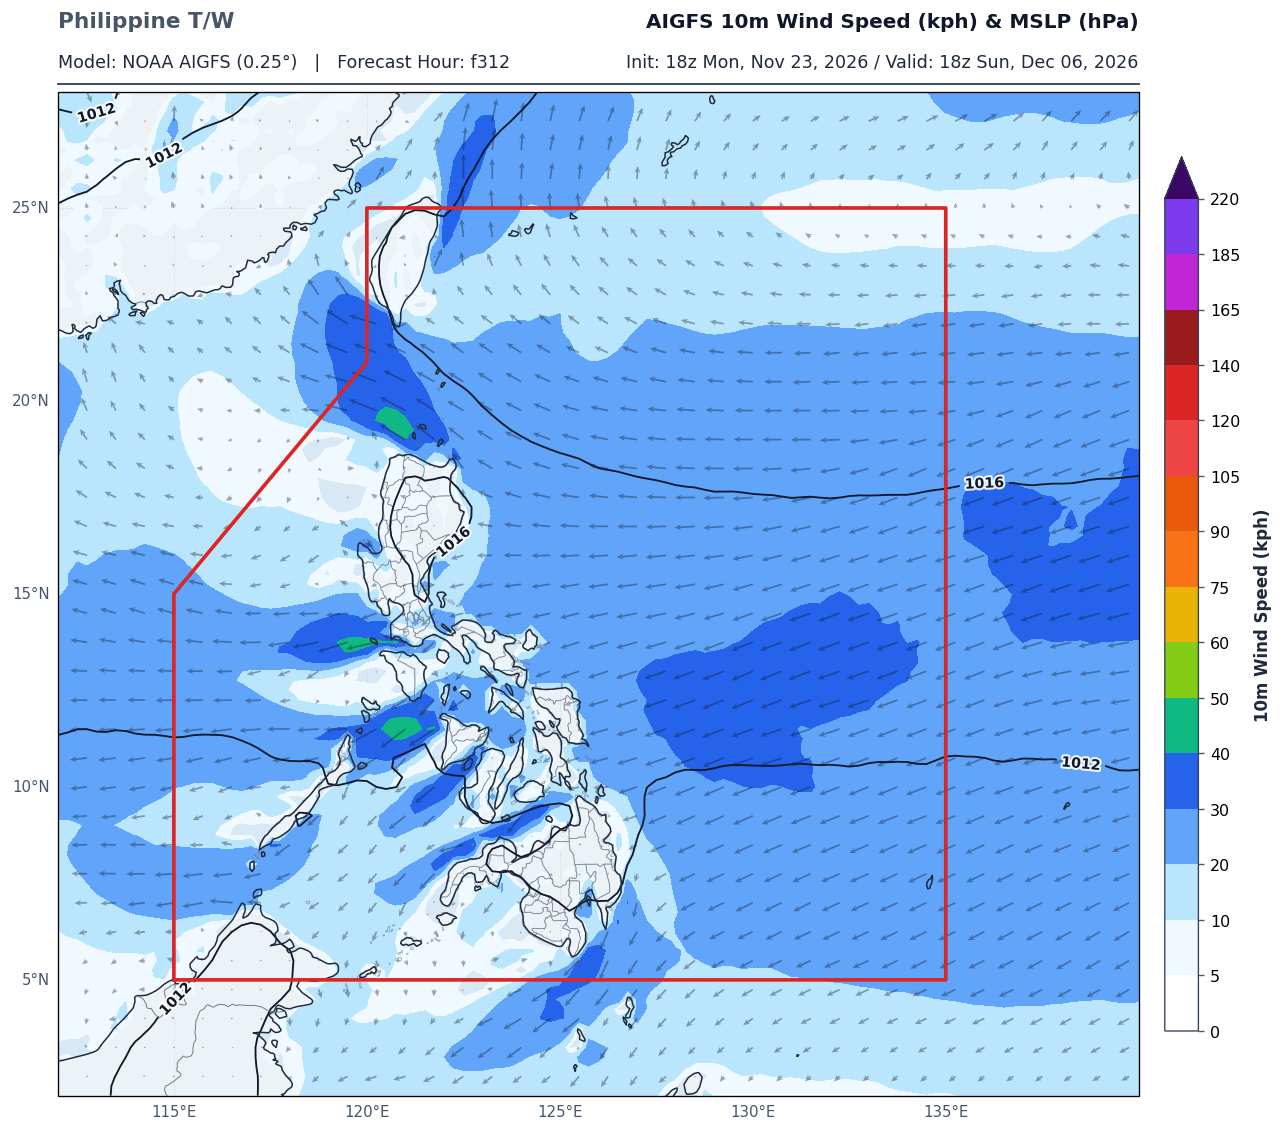 Philippine T/W
AIGFS 10m Wind Speed (kph) & MSLP (hPa)
Model: NOAA AIGFS (0.25°) | Forecast Hour: f312
Init: 18z Mon, Nov 23, 2026 / Valid: 18z Sun, Dec 06, 2026
1012
1012
1016
1016
1012
1012
25°N
20°N
15°N
10°N
5°N
115°E
120°E
125°E
130°E
135°E
220
185
165
140
120
105
90
75
60
50
40
30
20
10
5
0
10m Wind Speed (kph)